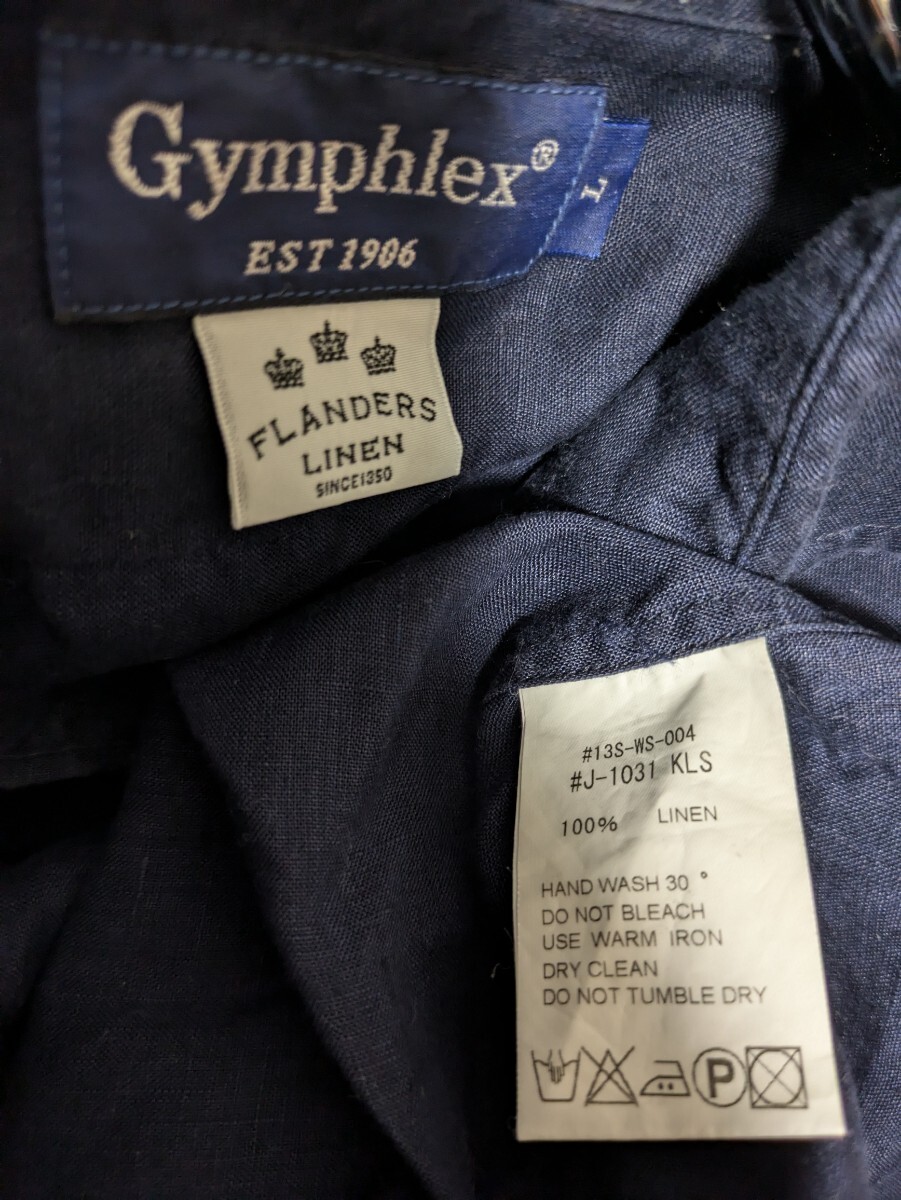 Gymphlex®
L
EST 1906
FLANDERS
LINEN
SINCE1350
#13S-WS-004
#J-1031 KLS
100% LINEN
HAND WASH 30 °
DO NOT BLEACH
USE WARM IRON
DRY CLEAN
DO NOT TUMBLE DRY
P